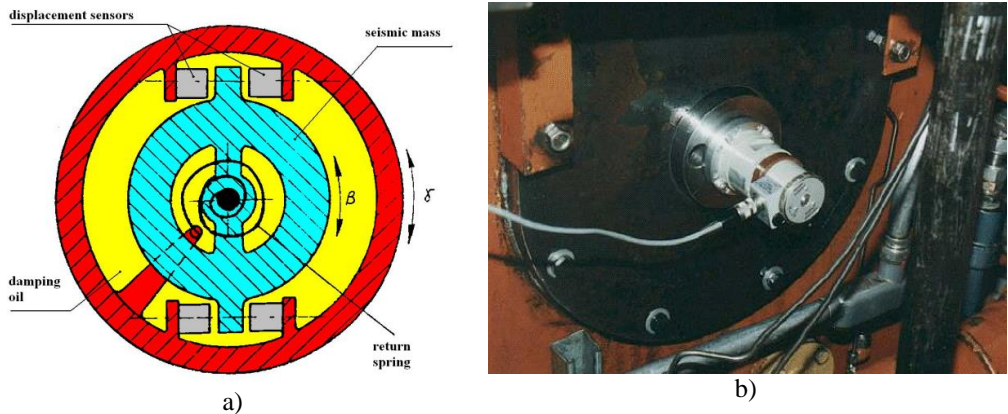 displacement sensors
seismic mass
β
γ
damping
oil
return
spring
a)
b)